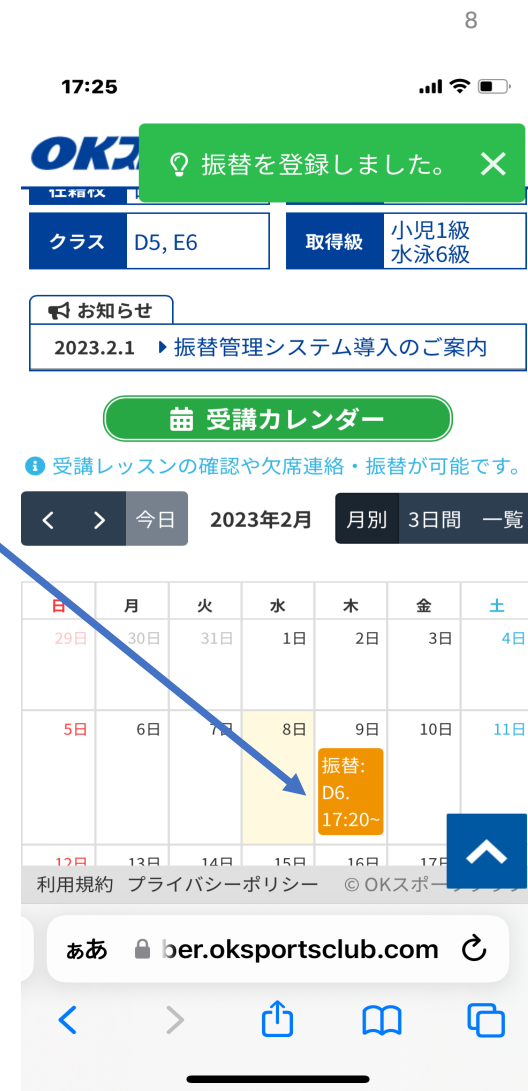 8
17:25
OKス
振替を登録しました。
クラス D5, E6 取得級 小児1級
水泳6級
お知らせ
2023.2.1 振替管理システム導入のご案内
受講カレンダー
受講レッスンの確認や欠席連絡・振替が可能です。
今日 2023年2月 月別 3日間 一覧
日 月 火 水 木 金 土
29日 30日 31日 1日 2日 3日 4日
5日 6日 7日 8日 9日 10日 11日
振替:
D6.
17:20~
12日 13日 14日 15日 16日 17日
利用規約 プライバシーポリシー © OKスポー
ぁあ ber.oksportsclub.com